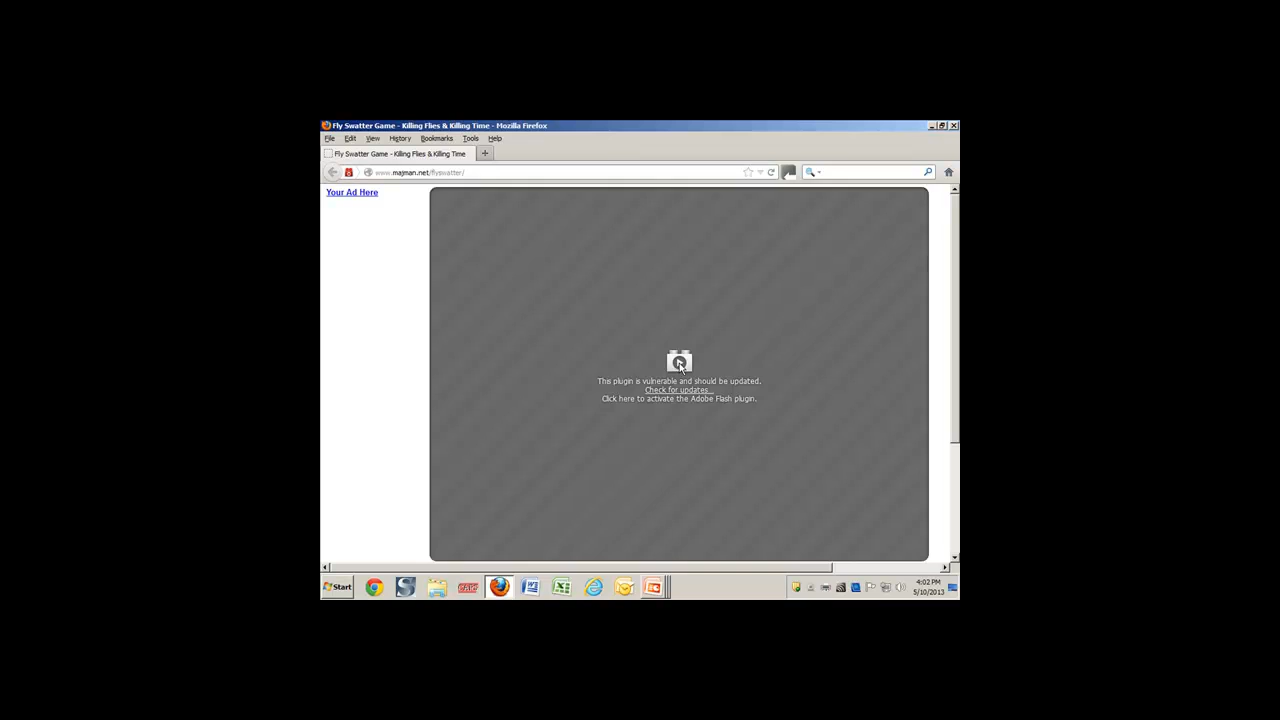 Fly Swatter Game - Killing Flies & Killing Time - Mozilla Firefox
File Edit View History Bookmarks Tools Help
Fly Swatter Game - Killing Flies & Killing Time
www.majman.net/flyswatter/
Your Ad Here
This plugin is vulnerable and should be updated.
Check for updates...
Click here to activate the Adobe Flash plugin.
Start
4:02 PM
5/10/2013